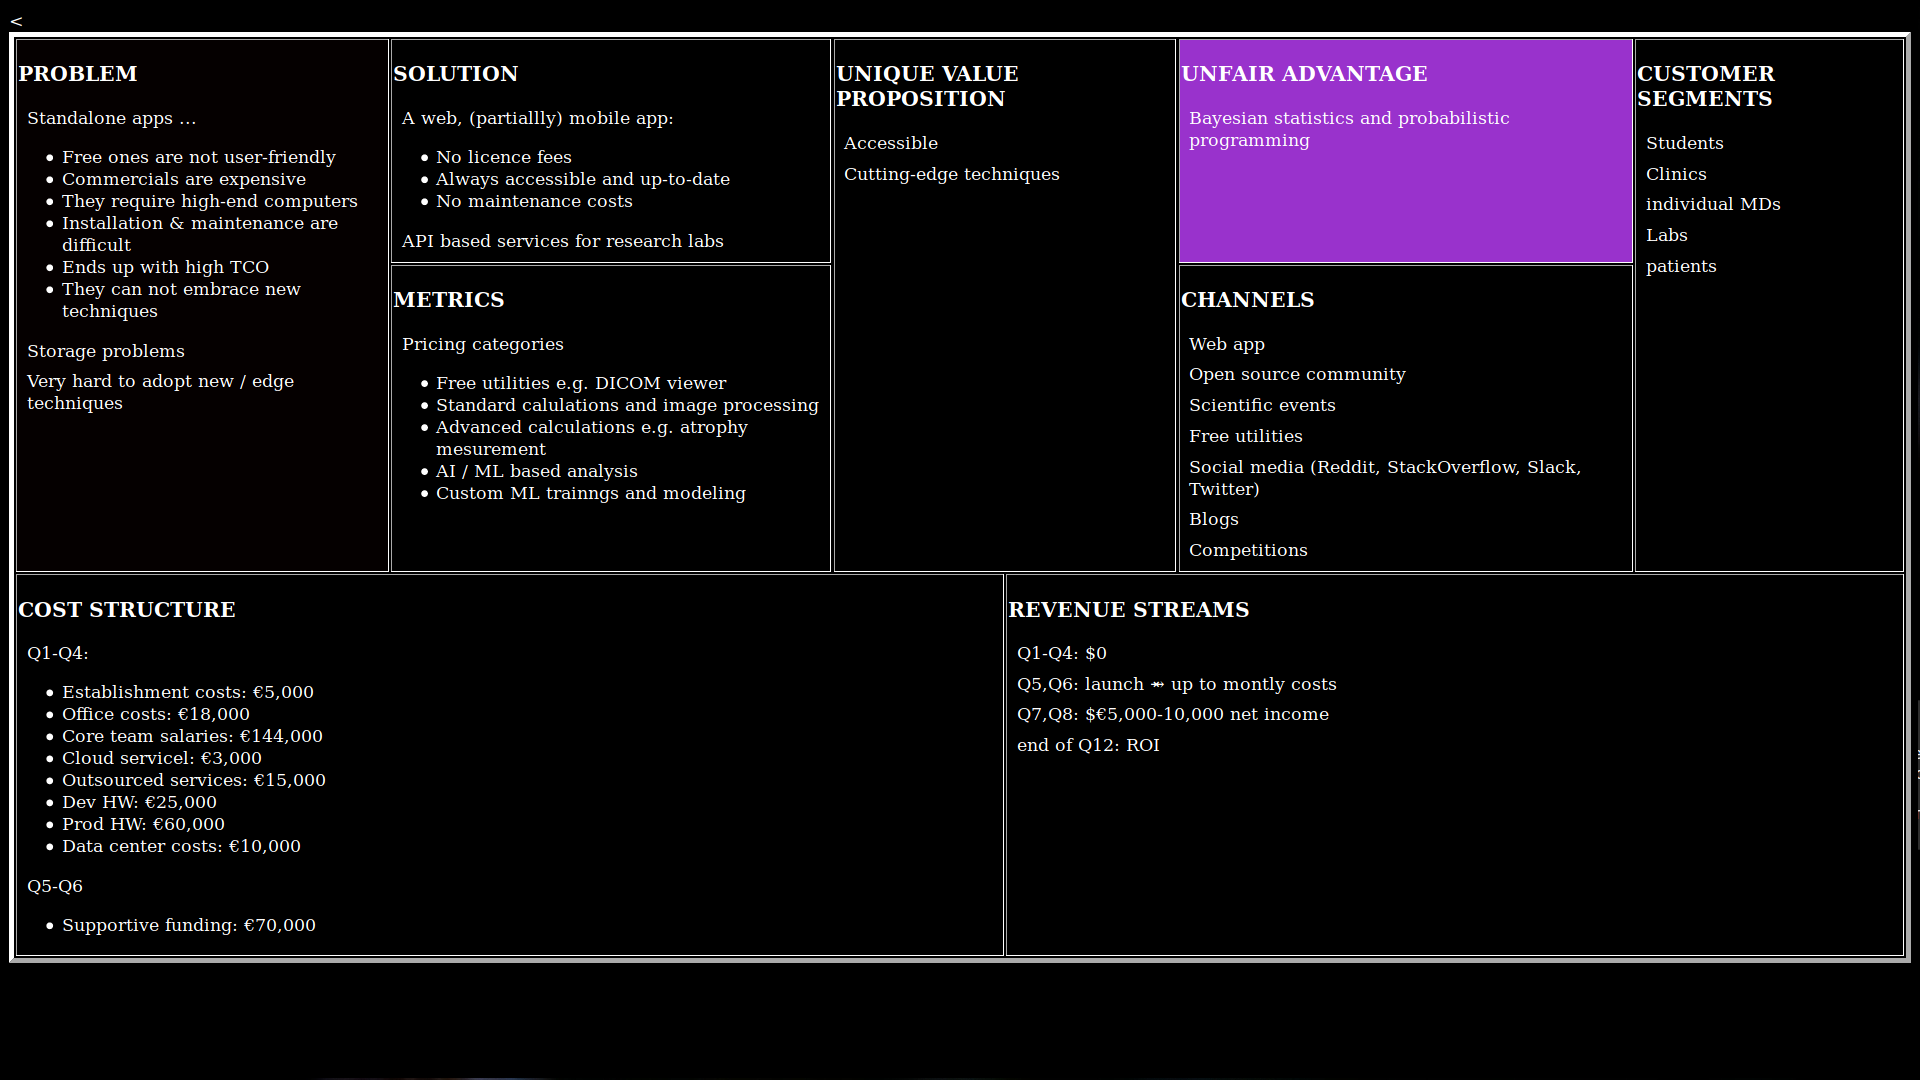 <
PROBLEM
Standalone apps ...
Free ones are not user-friendly
Commercials are expensive
They require high-end computers
Installation & maintenance are
difficult
Ends up with high TCO
They can not embrace new
techniques
Storage problems
Very hard to adopt new / edge
techniques
SOLUTION
A web, (partiallly) mobile app:
No licence fees
Always accessible and up-to-date
No maintenance costs
API based services for research labs
METRICS
Pricing categories
Free utilities e.g. DICOM viewer
Standard calulations and image processing
Advanced calculations e.g. atrophy
mesurement
AI / ML based analysis
Custom ML trainngs and modeling
UNIQUE VALUE
PROPOSITION
Accessible
Cutting-edge techniques
UNFAIR ADVANTAGE
Bayesian statistics and probabilistic
programming
CHANNELS
Web app
Open source community
Scientific events
Free utilities
Social media (Reddit, StackOverflow, Slack,
Twitter)
Blogs
Competitions
CUSTOMER
SEGMENTS
Students
Clinics
individual MDs
Labs
patients
COST STRUCTURE
Q1-Q4:
Establishment costs: €5,000
Office costs: €18,000
Core team salaries: €144,000
Cloud servicel: €3,000
Outsourced services: €15,000
Dev HW: €25,000
Prod HW: €60,000
Data center costs: €10,000
Q5-Q6
Supportive funding: €70,000
REVENUE STREAMS
Q1-Q4: $0
Q5,Q6: launch ⤀ up to montly costs
Q7,Q8: $€5,000-10,000 net income
end of Q12: ROI